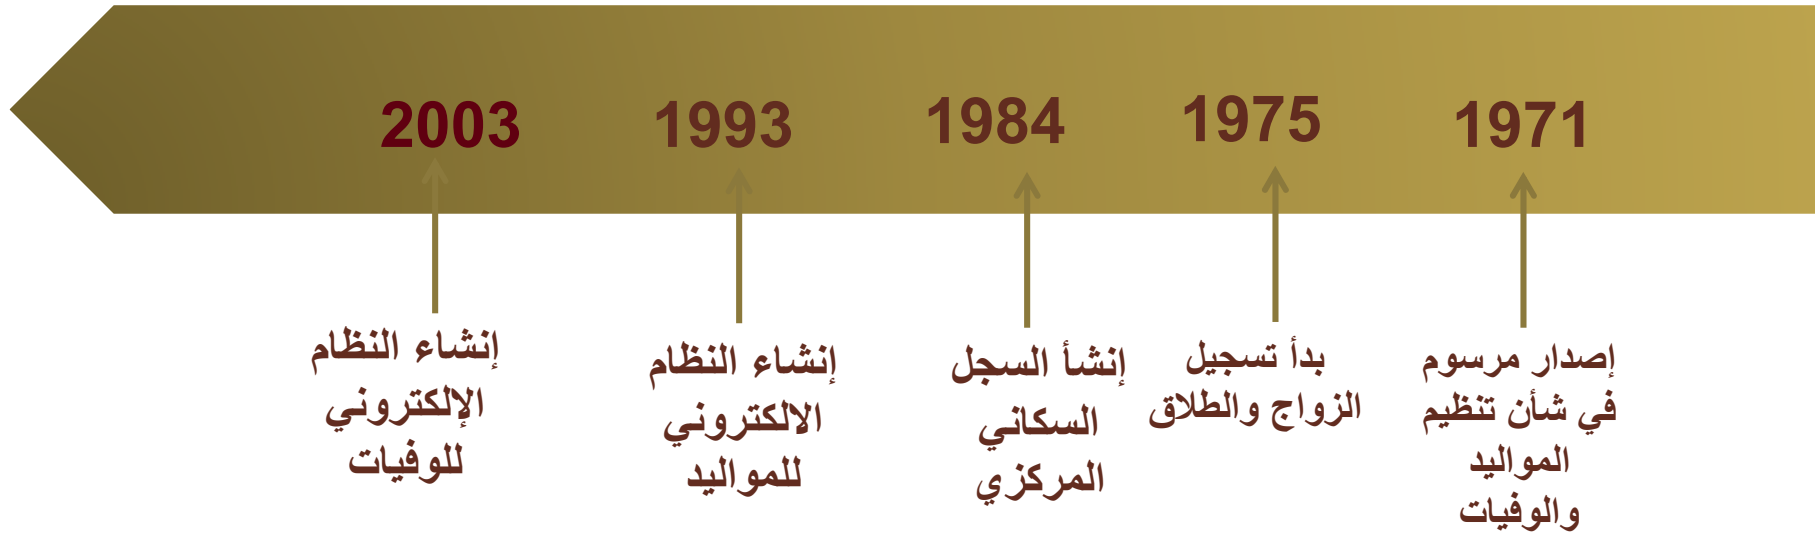 1971
1975
1984
1993
2003
إصدار مرسوم
في شأن تنظيم
المواليد
والوفيات
بدأ تسجيل
الزواج والطلاق
إنشأ السجل
السكاني
المركزي
إنشاء النظام
الالكتروني
للمواليد
إنشاء النظام
الإلكتروني
للوفيات